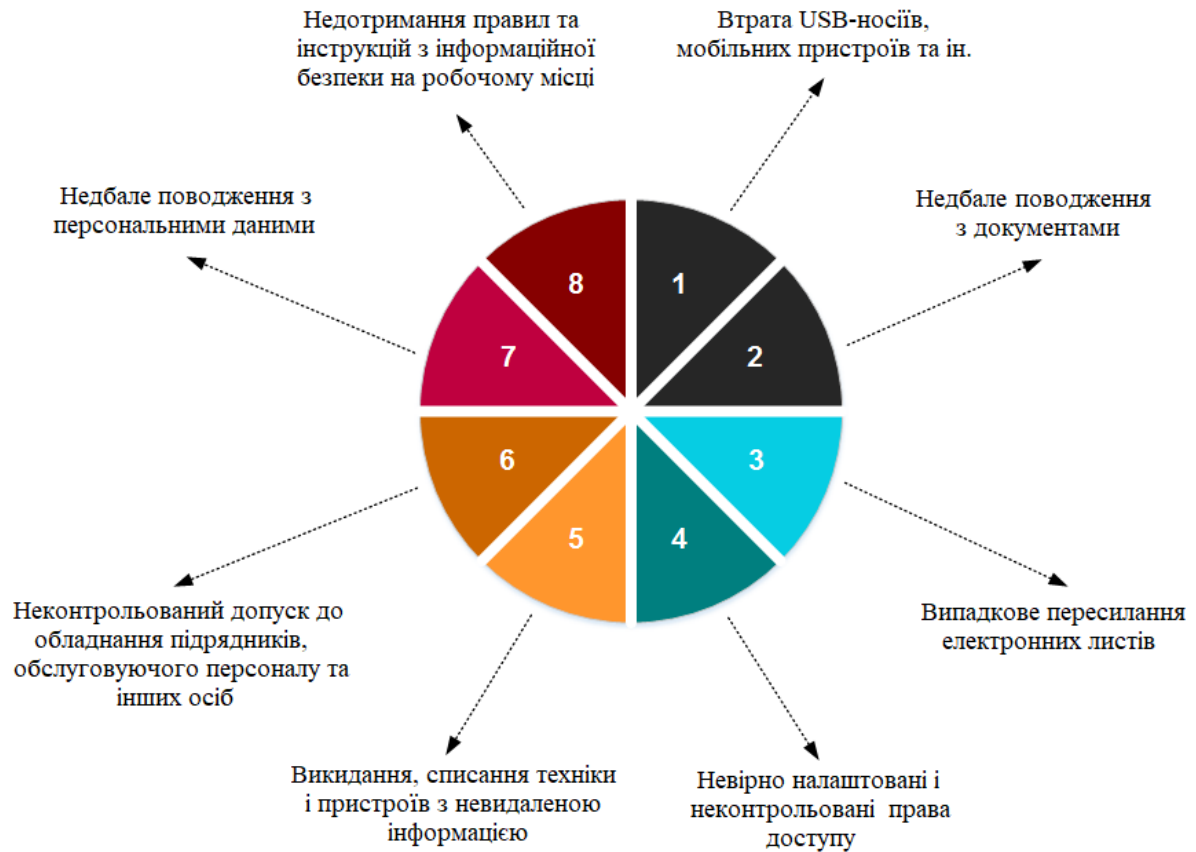 Недотримання правил та
інструкцій з інформаційної
безпеки на робочому місці
Втрата USB-носіїв,
мобільних пристроїв та ін.
Недбале поводження з
персональними даними
Недбале поводження
з документами
8
1
7
2
6
3
5
4
Неконтрольований допуск до
обладнання підрядників,
обслуговуючого персоналу та
інших осіб
Випадкове пересилання
електронних листів
Викидання, списання техніки
і пристроїв з невидаленою
інформацією
Невірно налаштовані і
неконтрольовані права
доступу